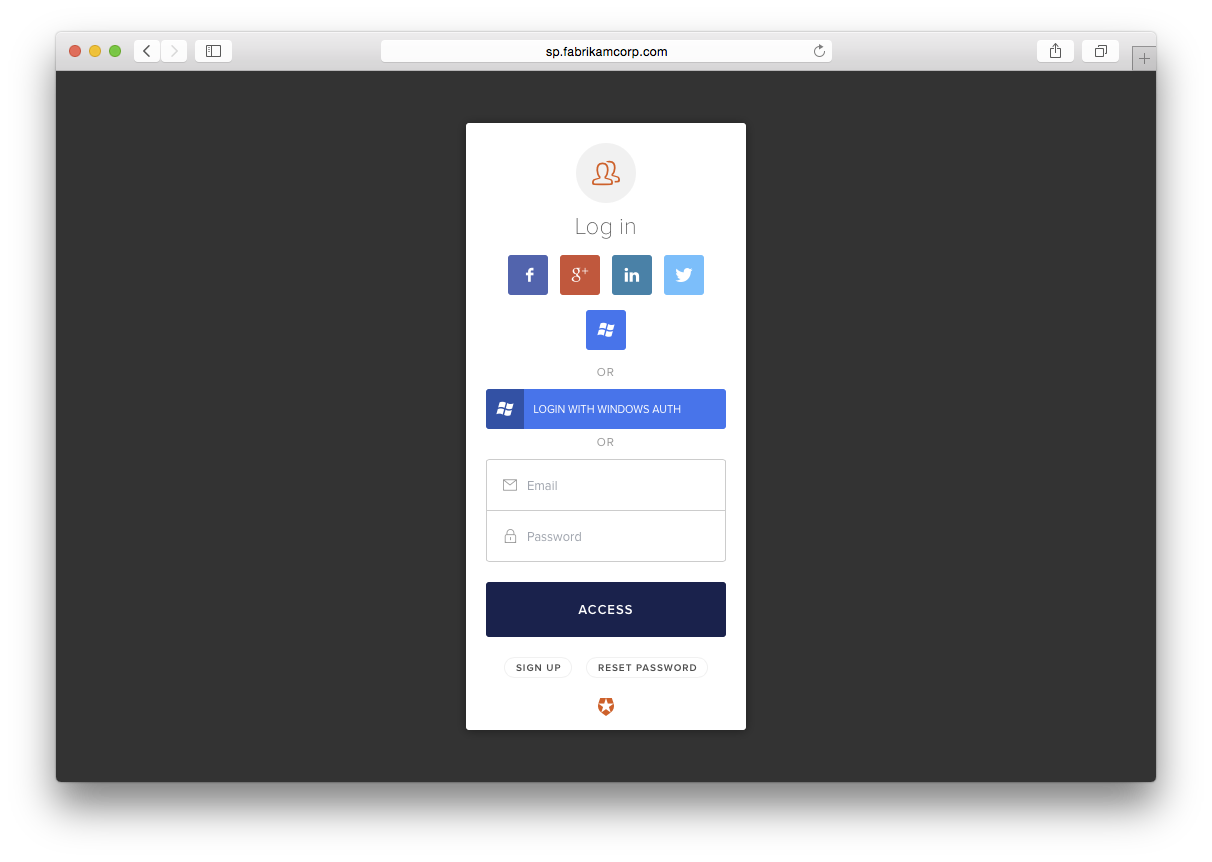 sp.fabrikamcorp.com
Log in
f
g+
in
OR
LOGIN WITH WINDOWS AUTH
OR
Email
Password
ACCESS
SIGN UP
RESET PASSWORD